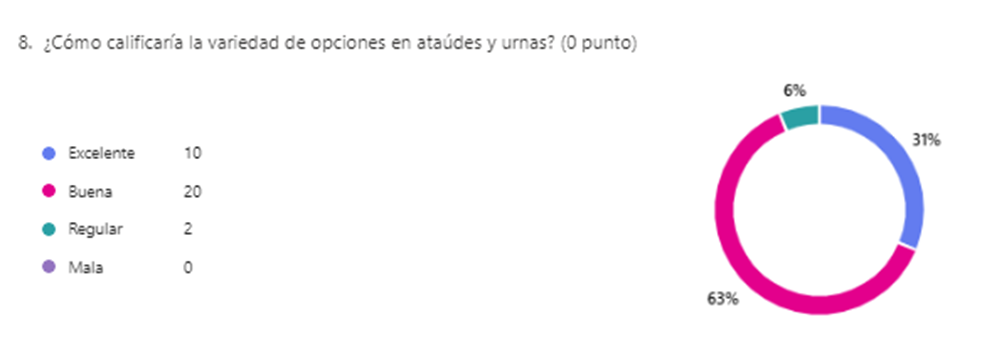 8. ¿Cómo calificaría la variedad de opciones en ataúdes y urnas? (0 punto)
6%
31%
Excelente 10
Buena 20
Regular 2
Mala 0
63%